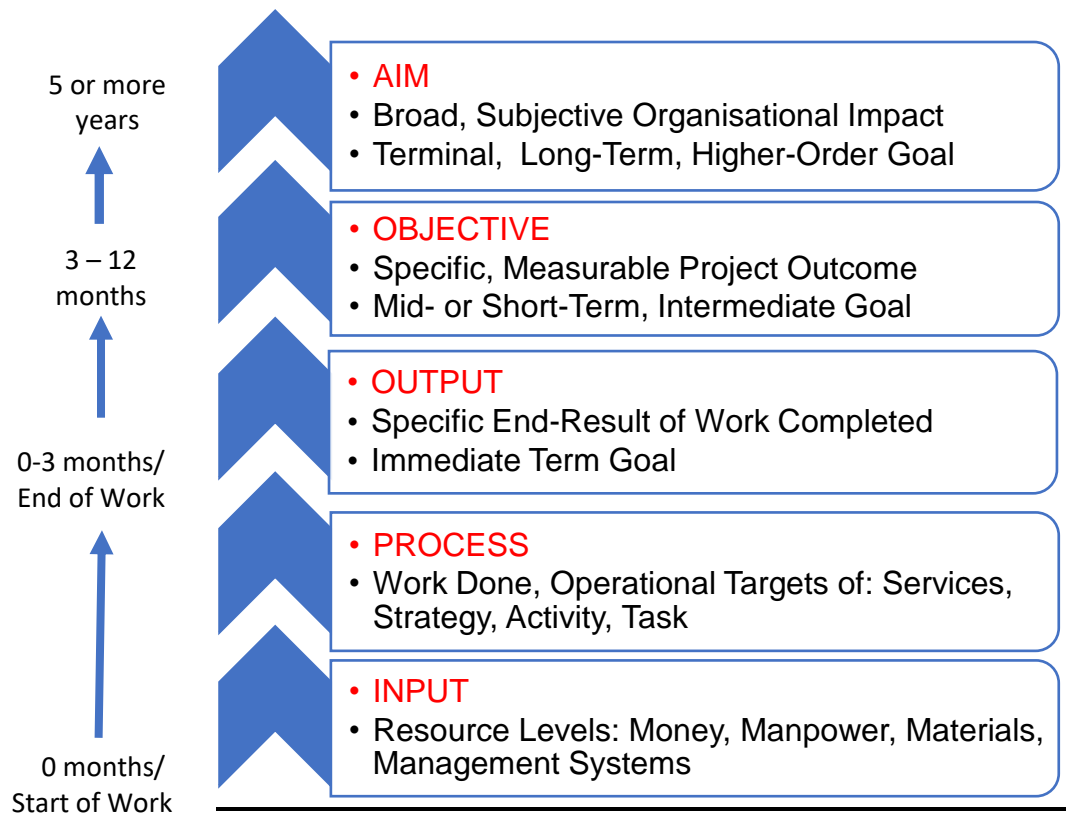 5 or more
years
3 – 12
months
0-3 months/
End of Work
0 months/
Start of Work
• AIM
• Broad, Subjective Organisational Impact
• Terminal, Long-Term, Higher-Order Goal
• OBJECTIVE
• Specific, Measurable Project Outcome
• Mid- or Short-Term, Intermediate Goal
• OUTPUT
• Specific End-Result of Work Completed
• Immediate Term Goal
• PROCESS
• Work Done, Operational Targets of: Services,
Strategy, Activity, Task
• INPUT
• Resource Levels: Money, Manpower, Materials,
Management Systems